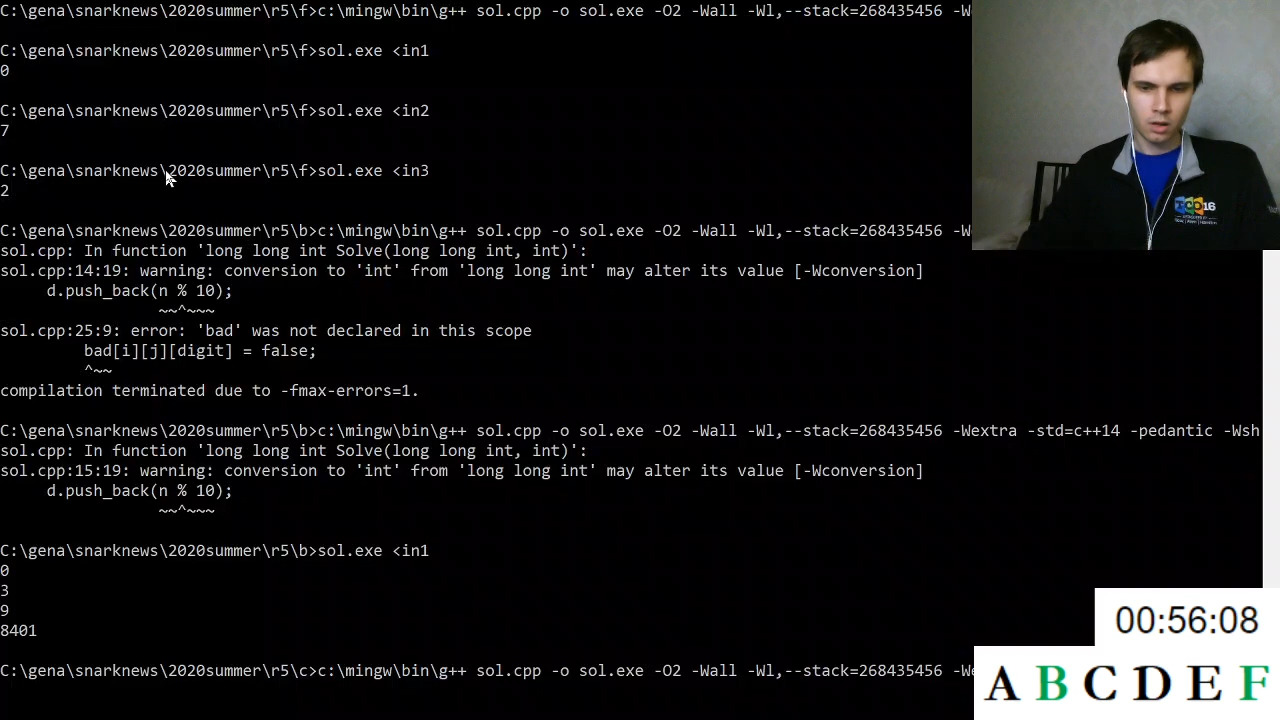 C:\gena\snarknews\2020summer\r5\f>c:\mingw\bin\g++ sol.cpp -o sol.exe -O2 -Wall -Wl,--stack=268435456 -W
C:\gena\snarknews\2020summer\r5\f>sol.exe <in1
0
C:\gena\snarknews\2020summer\r5\f>sol.exe <in2
7
C:\gena\snarknews\2020summer\r5\f>sol.exe <in3
2
C:\gena\snarknews\2020summer\r5\b>c:\mingw\bin\g++ sol.cpp -o sol.exe -O2 -Wall -Wl,--stack=268435456 -W
sol.cpp: In function 'long long int Solve(long long int, int)':
sol.cpp:14:19: warning: conversion to 'int' from 'long long int' may alter its value [-Wconversion]
d.push_back(n % 10);
~~^~~~
sol.cpp:25:9: error: 'bad' was not declared in this scope
bad[i][j][digit] = false;
^~~
compilation terminated due to -fmax-errors=1.
C:\gena\snarknews\2020summer\r5\b>c:\mingw\bin\g++ sol.cpp -o sol.exe -O2 -Wall -Wl,--stack=268435456 -Wextra -std=c++14 -pedantic -Wsh
sol.cpp: In function 'long long int Solve(long long int, int)':
sol.cpp:15:19: warning: conversion to 'int' from 'long long int' may alter its value [-Wconversion]
d.push_back(n % 10);
~~^~~~
C:\gena\snarknews\2020summer\r5\b>sol.exe <in1
0
3
9
8401
C:\gena\snarknews\2020summer\r5\c>c:\mingw\bin\g++ sol.cpp -o sol.exe -O2 -Wall -Wl,--stack=268435456 -We
TCO16
00:56:08
A B C D E F